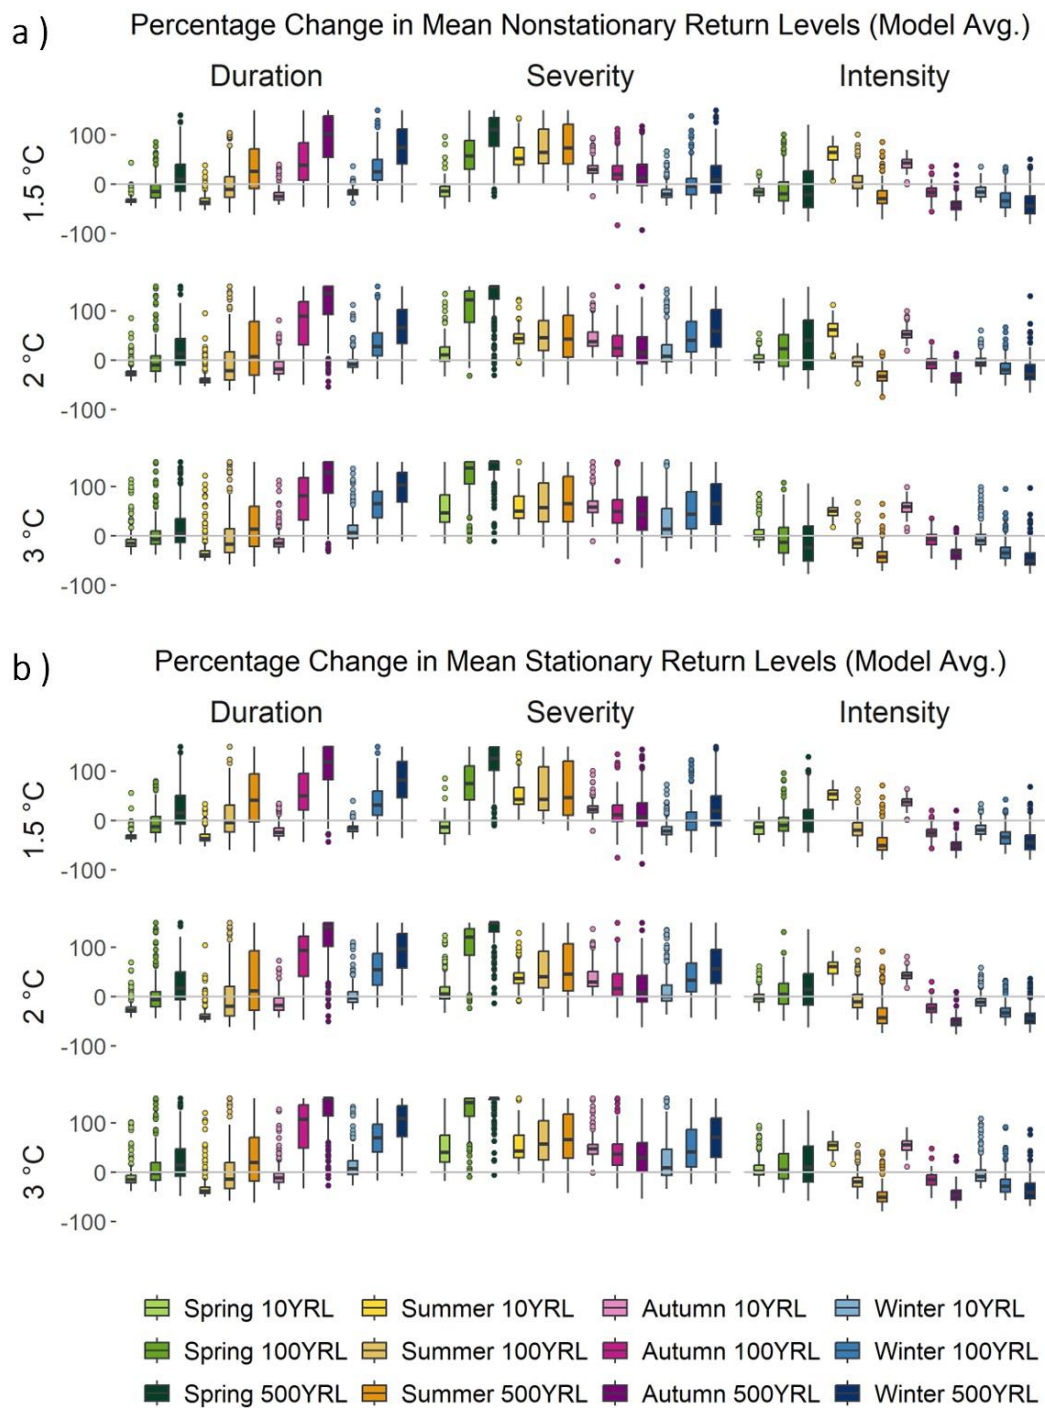 a )
Percentage Change in Mean Nonstationary Return Levels (Model Avg.)
Duration Severity Intensity
1.5 °C
100
0
-100
2 °C
100
0
-100
3 °C
100
0
-100
b )
Percentage Change in Mean Stationary Return Levels (Model Avg.)
Duration Severity Intensity
1.5 °C
100
0
-100
2 °C
100
0
-100
3 °C
100
0
-100
Spring 10YRL Summer 10YRL Autumn 10YRL Winter 10YRL
Spring 100YRL Summer 100YRL Autumn 100YRL Winter 100YRL
Spring 500YRL Summer 500YRL Autumn 500YRL Winter 500YRL